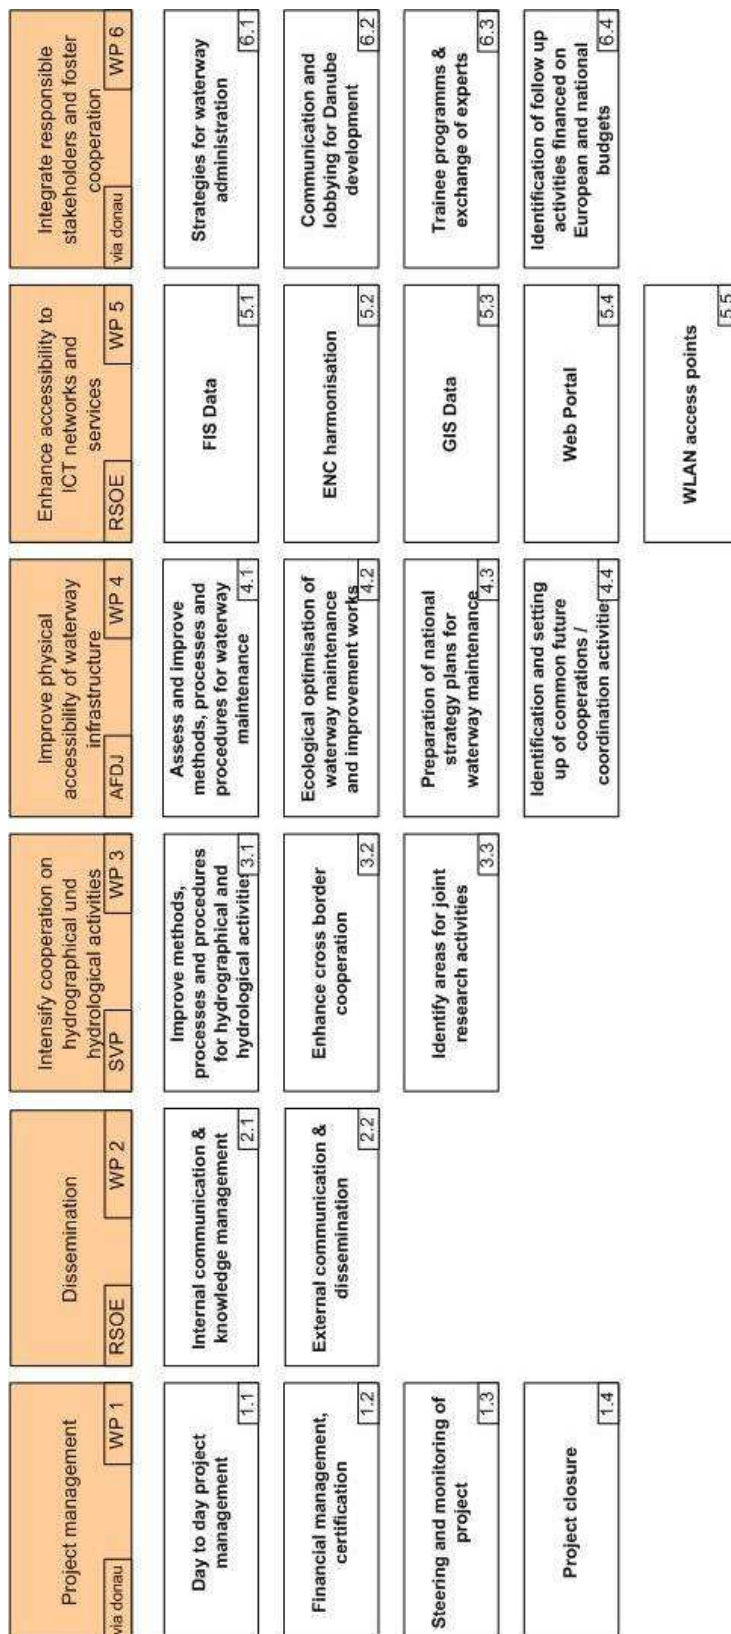 Project management
via donau
WP 1
Day to day project
management
1.1
Financial management,
certification
1.2
Steering and monitoring of
project
1.3
Project closure
1.4
Dissemination
RSOE
WP 2
Internal communication &
knowledge management
2.1
External communication &
dissemination
2.2
Intensify cooperation on
hydrographical und
hydrological activities
SVP
WP 3
Improve methods,
processes and procedures
for hydrographical and
hydrological activities
3.1
Enhance cross border
cooperation
3.2
Identify areas for joint
research activities
3.3
Improve physical
accessibility of waterway
infrastructure
AFDJ
WP 4
Assess and improve
methods, processes and
procedures for waterway
maintenance
4.1
Ecological optimisation of
waterway maintenance
and improvement works
4.2
Preparation of national
strategy plans for
waterway maintenance
4.3
Identification and setting
up of common future
cooperations /
coordination activities
4.4
Enhance accessibility to
ICT networks and
services
RSOE
WP 5
FIS Data
5.1
ENC harmonisation
5.2
GIS Data
5.3
Web Portal
5.4
WLAN access points
5.5
Integrate responsible
stakeholders and foster
cooperation
via donau
WP 6
Strategies for waterway
administration
6.1
Communication and
lobbying for Danube
development
6.2
Trainee programms &
exchange of experts
6.3
Identification of follow up
activities financed on
European and national
budgets
6.4